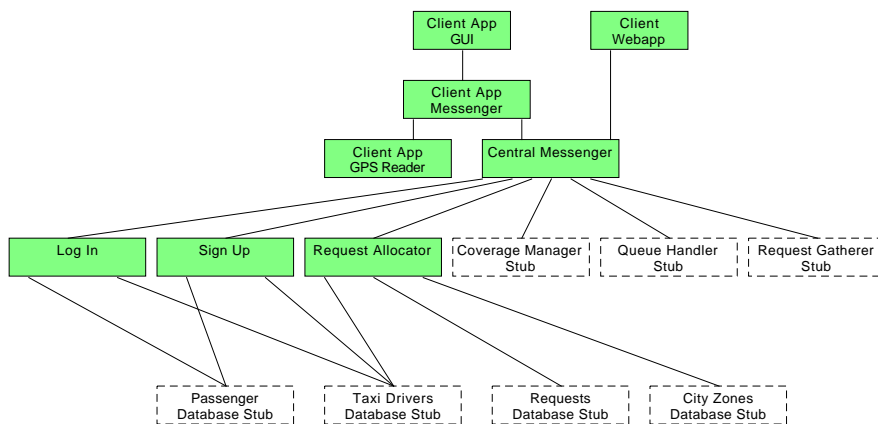 Client App
GUI
Client
Webapp
Client App
Messenger
Client App
GPS Reader
Central Messenger
Log In
Sign Up
Request Allocator
Coverage Manager
Stub
Queue Handler
Stub
Request Gatherer
Stub
Passenger
Database Stub
Taxi Drivers
Database Stub
Requests
Database Stub
City Zones
Database Stub